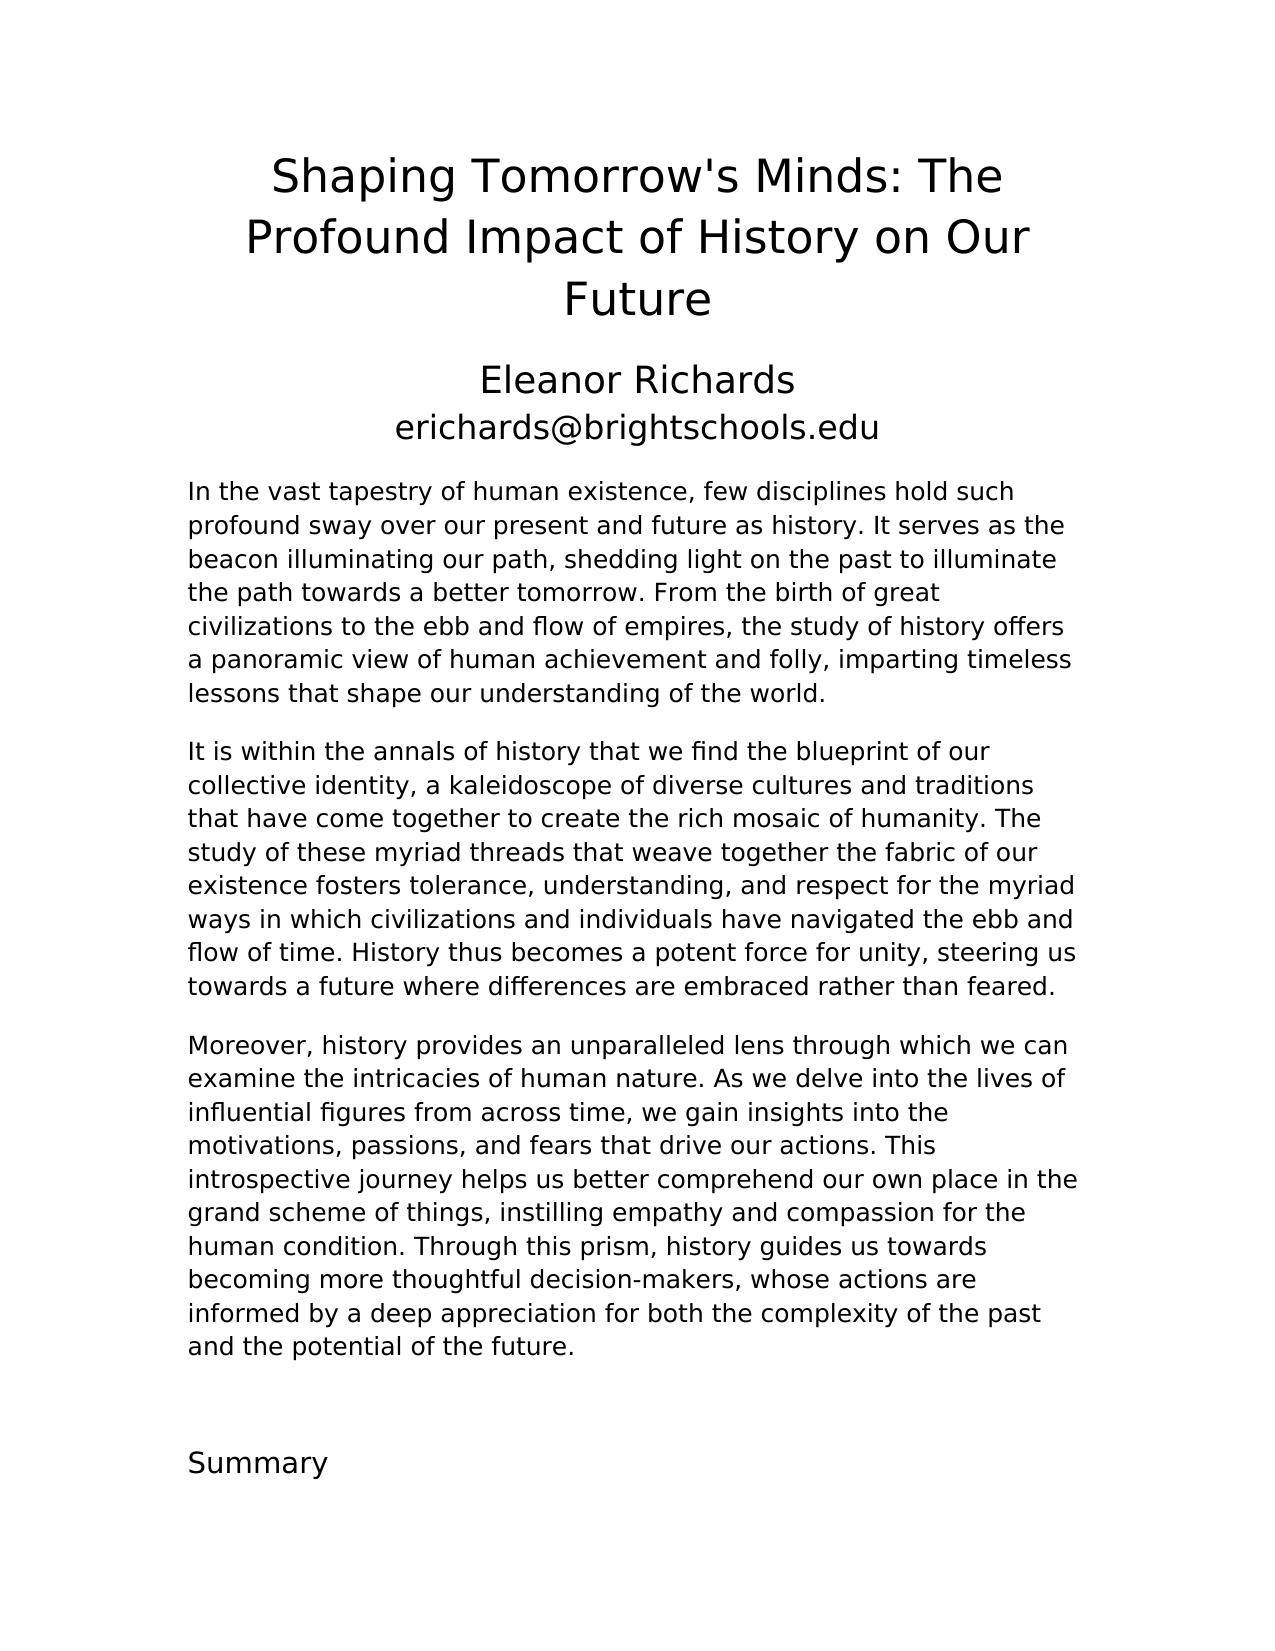 Shaping Tomorrow's Minds: The
Profound Impact of History on Our
Future
Eleanor Richards
erichards@brightschools.edu
In the vast tapestry of human existence, few disciplines hold such
profound sway over our present and future as history. It serves as the
beacon illuminating our path, shedding light on the past to illuminate
the path towards a better tomorrow. From the birth of great
civilizations to the ebb and flow of empires, the study of history offers
a panoramic view of human achievement and folly, imparting timeless
lessons that shape our understanding of the world.
It is within the annals of history that we find the blueprint of our
collective identity, a kaleidoscope of diverse cultures and traditions
that have come together to create the rich mosaic of humanity. The
study of these myriad threads that weave together the fabric of our
existence fosters tolerance, understanding, and respect for the myriad
ways in which civilizations and individuals have navigated the ebb and
flow of time. History thus becomes a potent force for unity, steering us
towards a future where differences are embraced rather than feared.
Moreover, history provides an unparalleled lens through which we can
examine the intricacies of human nature. As we delve into the lives of
influential figures from across time, we gain insights into the
motivations, passions, and fears that drive our actions. This
introspective journey helps us better comprehend our own place in the
grand scheme of things, instilling empathy and compassion for the
human condition. Through this prism, history guides us towards
becoming more thoughtful decision-makers, whose actions are
informed by a deep appreciation for both the complexity of the past
and the potential of the future.
Summary